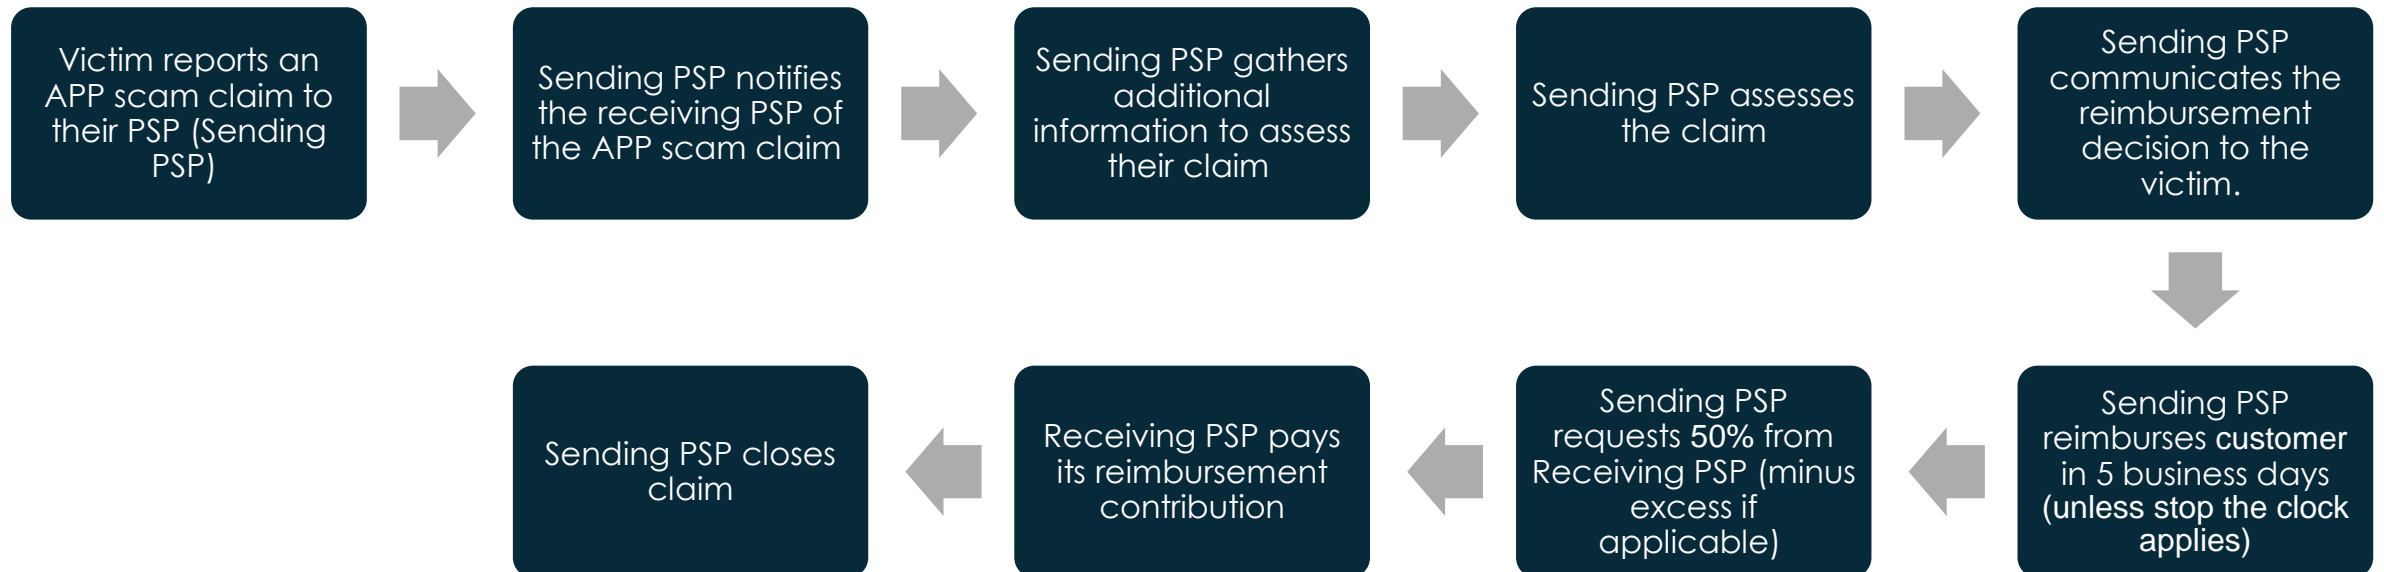 Victim reports an
APP scam claim to
their PSP (Sending
PSP)
Sending PSP notifies
the receiving PSP of
the APP scam claim
Sending PSP gathers
additional
information to assess
their claim
Sending PSP assesses
the claim
Sending PSP
communicates the
reimbursement
decision to the
victim.
Sending PSP
reimburses customer
in 5 business days
(unless stop the clock
applies)
Sending PSP
requests 50% from
Receiving PSP (minus
excess if
applicable)
Receiving PSP pays
its reimbursement
contribution
Sending PSP closes
claim